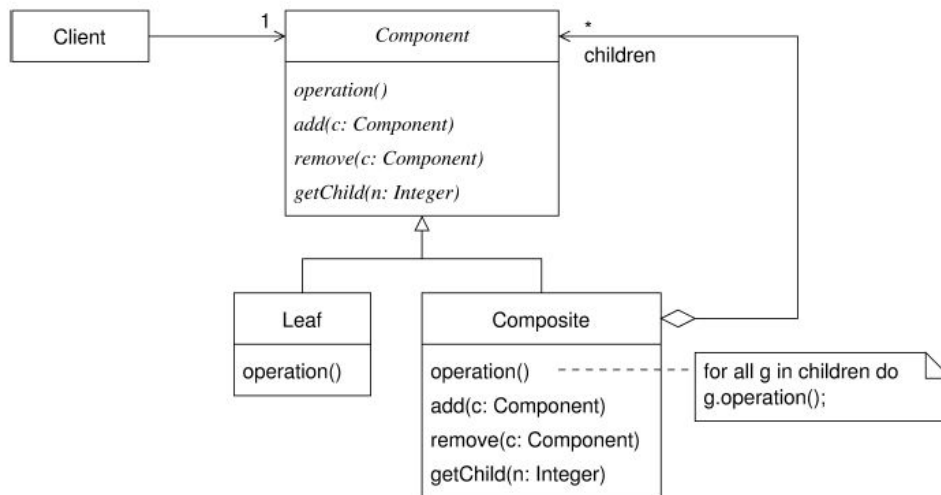 Client
1
Component
*
children
operation()
add(c: Component)
remove(c: Component)
getChild(n: Integer)
Leaf
operation()
Composite
operation()
add(c: Component)
remove(c: Component)
getChild(n: Integer)
for all g in children do
g.operation();